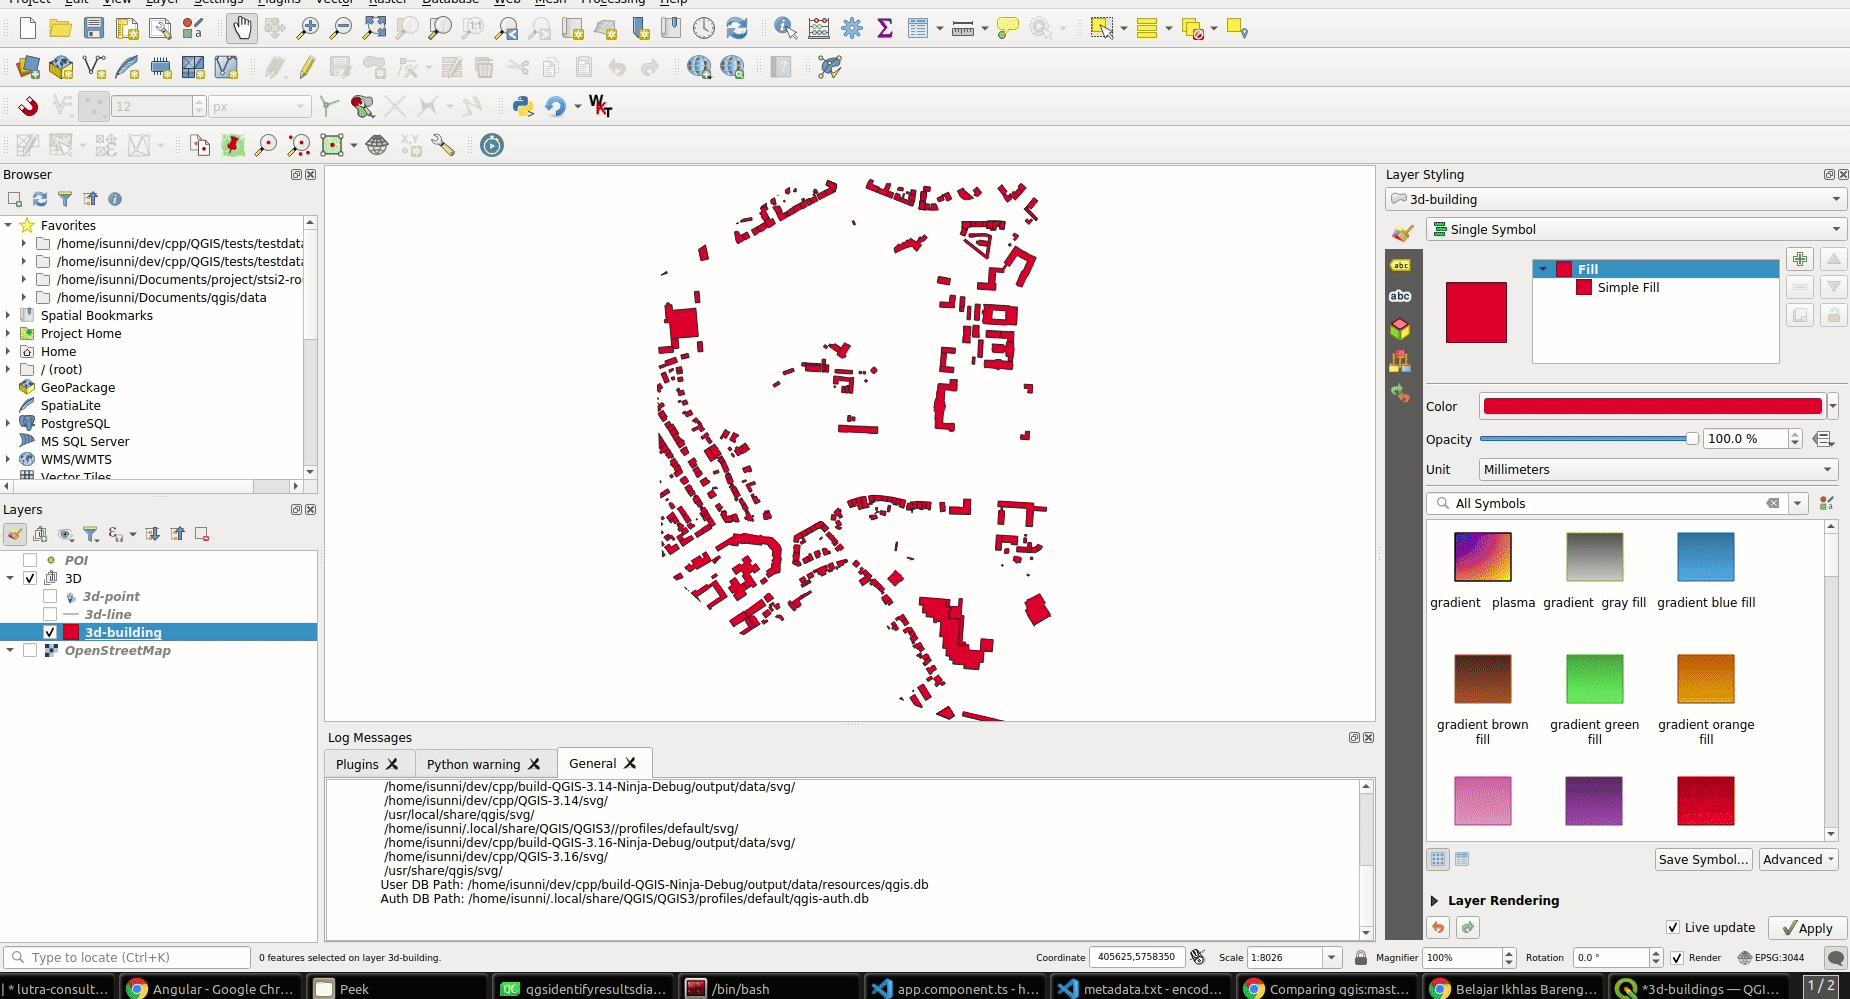 Project Edit View Layer Settings Plugins Vector Raster Database Web Mesh Processing Help
12
px
Browser
Favorites
/home/isunni/dev/cpp/QGIS/tests/testdata
/home/isunni/dev/cpp/QGIS/tests/testdata
/home/isunni/Documents/project/stsi2-rou
/home/isunni/Documents/qgis/data
Spatial Bookmarks
Project Home
Home
/ (root)
GeoPackage
SpatiaLite
PostgreSQL
MS SQL Server
WMS/WMTS
Vector Tiles
Layers
POI
3D
3d-point
3d-line
3d-building
OpenStreetMap
Log Messages
Plugins
Python warning
General
/home/isunni/dev/cpp/build-QGIS-3.14-Ninja-Debug/output/data/svg/
/home/isunni/dev/cpp/QGIS-3.14/svg/
/usr/local/share/qgis/svg/
/home/isunni/.local/share/QGIS/QGIS3//profiles/default/svg/
/home/isunni/dev/cpp/build-QGIS-3.16-Ninja-Debug/output/data/svg/
/home/isunni/dev/cpp/QGIS-3.16/svg/
/usr/share/qgis/svg/
User DB Path: /home/isunni/dev/cpp/build-QGIS-Ninja-Debug/output/data/resources/qgis.db
Auth DB Path: /home/isunni/.local/share/QGIS/QGIS3/profiles/default/qgis-auth.db
Layer Styling
3d-building
Single Symbol
Fill
Simple Fill
Color
Opacity 100.0 %
Unit Millimeters
All Symbols
gradient plasma
gradient gray fill
gradient blue fill
gradient brown fill
gradient green fill
gradient orange fill
Save Symbol...
Advanced
Layer Rendering
Live update
Apply
Type to locate (Ctrl+K)
0 features selected on layer 3d-building.
Coordinate 405625,5758350
Scale 1:8026
Magnifier 100%
Rotation 0.0 °
Render
EPSG:3044
* lutra-consult...
Angular - Google Chr...
Peek
qgsidentifyresultsdia...
/bin/bash
app.component.ts - h...
metadata.txt - encod...
Comparing qgis:mast...
Belajar Ikhlas Bareng...
*3d-buildings — QGI...
1 / 2